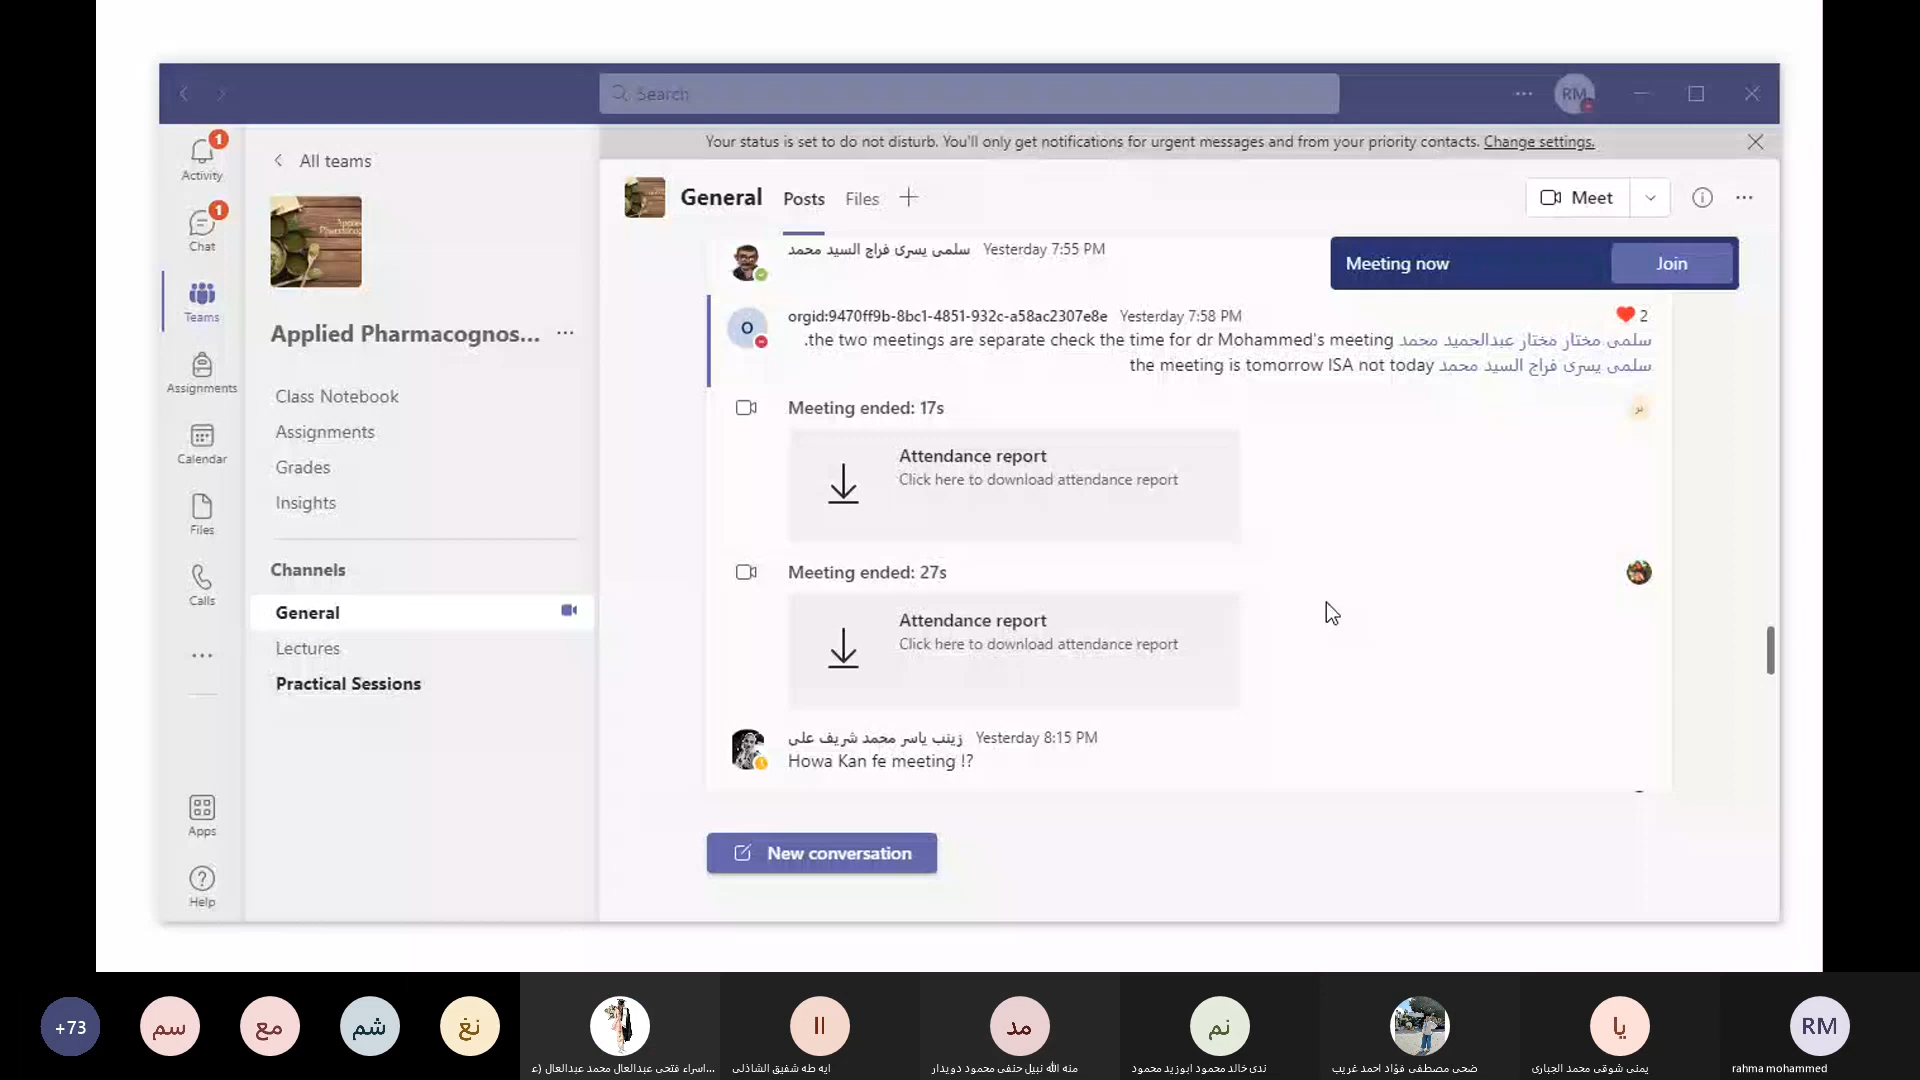 Search
RM
Your status is set to do not disturb. You'll only get notifications for urgent messages and from your priority contacts. Change settings.
1
Activity
1
Chat
Teams
Assignments
Calendar
Files
Calls
Apps
Help
All teams
Applied Pharmacognos...
Class Notebook
Assignments
Grades
Insights
Channels
General
Lectures
Practical Sessions
General
Posts
Files
Meet
Meeting now
Join
سلمى يسرى فراج السيد محمد Yesterday 7:55 PM
O
orgid:9470ff9b-8bc1-4851-932c-a58ac2307e8e Yesterday 7:58 PM
2
.the two meetings are separate check the time for dr Mohammed's meeting سلمى مختار مختار عبدالحميد محمد
the meeting is tomorrow ISA not today سلمى يسرى فراج السيد محمد
Meeting ended: 17s
Attendance report
Click here to download attendance report
Meeting ended: 27s
Attendance report
Click here to download attendance report
زينب ياسر محمد شريف على Yesterday 8:15 PM
Howa Kan fe meeting !?
New conversation
+73
سم
مع
شم
نغ
اسراء فتحى عبدالعال محمد عبدالعال (ع...
اا
ايه طه شفيق الشاذلى
مد
منه الله نبيل حنفى محمود دويدار
نم
ندى خالد محمود ابوزيد محمود
ضحى مصطفى فؤاد احمد غريب
يا
يمنى شوقى محمد الجبارى
RM
rahma mohammed